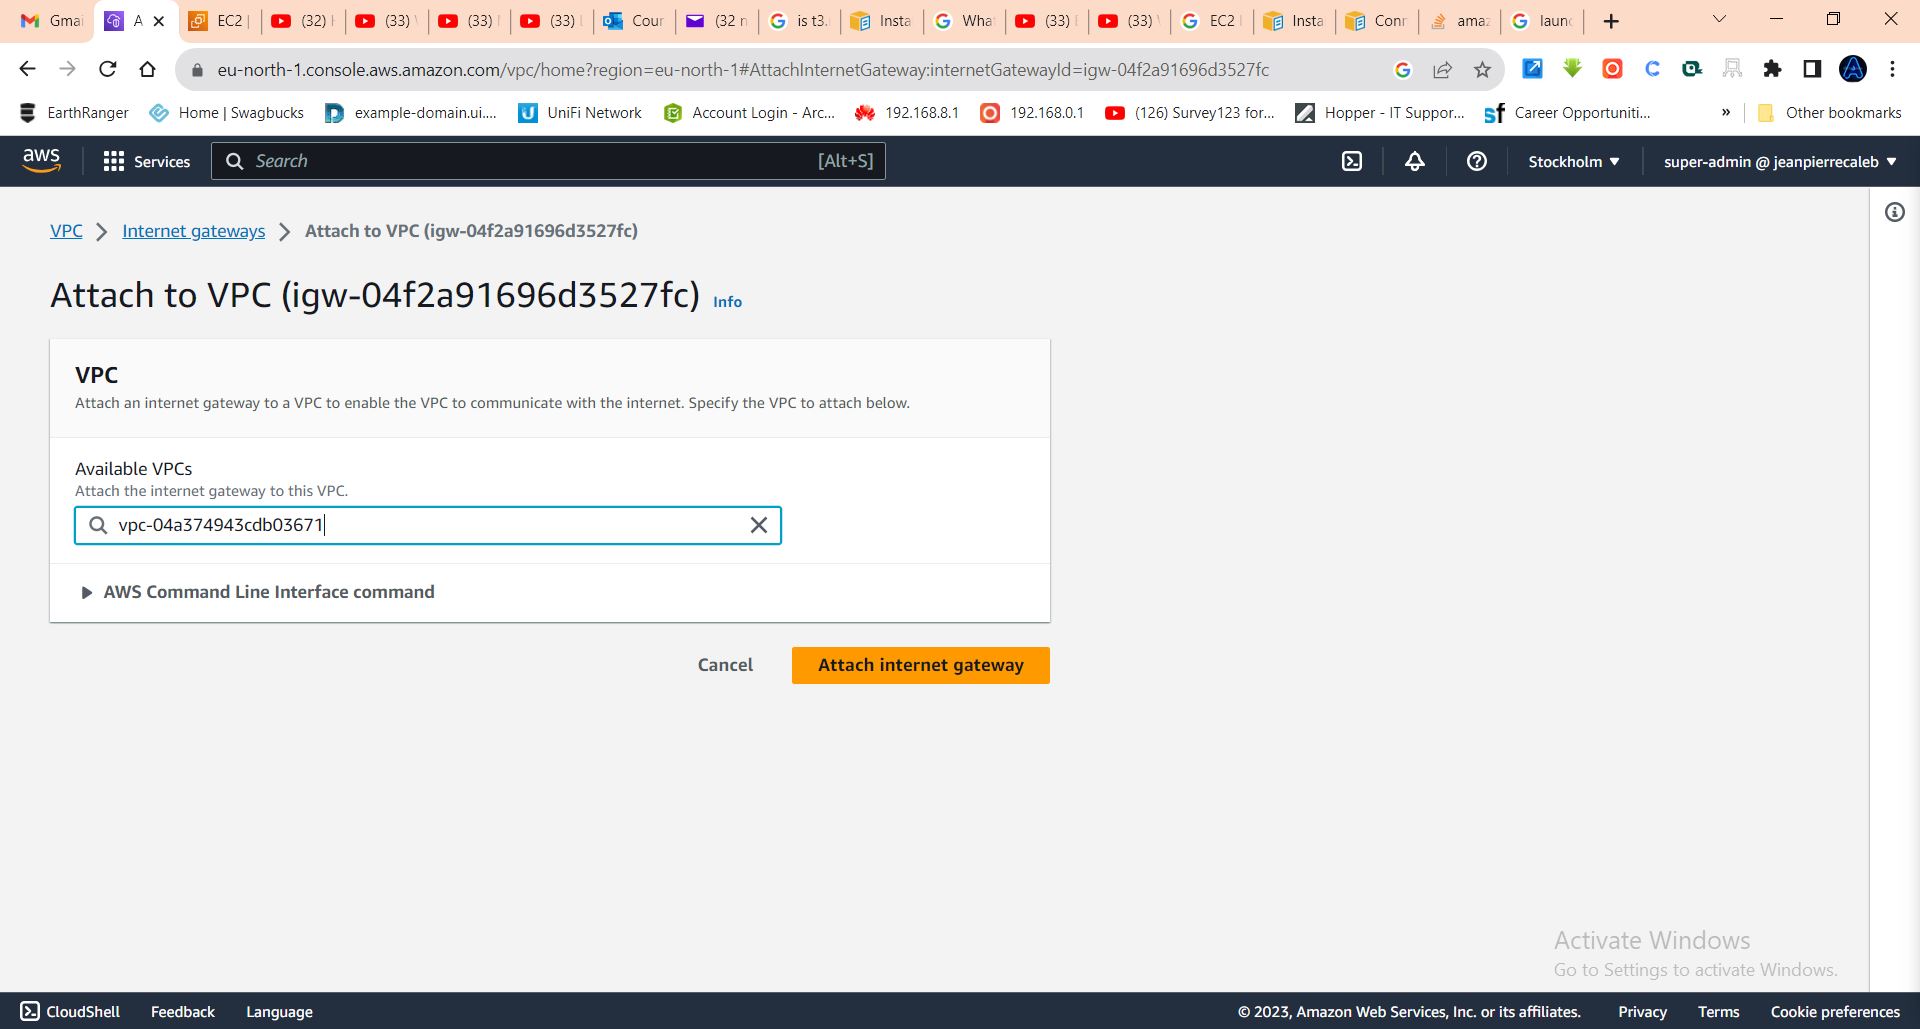 Gmai
A
EC2
(32)
(33)
(33)
(33)
Cour
(32 n
is t3.
Insta
Wha
(33)
(33)
EC2
Insta
Conn
amaz
launc
eu-north-1.console.aws.amazon.com/vpc/home?region=eu-north-1#AttachInternetGateway:internetGatewayId=igw-04f2a91696d3527fc
EarthRanger
Home | Swagbucks
example-domain.ui....
UniFi Network
Account Login - Arc...
192.168.8.1
192.168.0.1
(126) Survey123 for...
Hopper - IT Suppor...
Career Opportuniti...
»
Other bookmarks
aws
Services
Search
[Alt+S]
Stockholm
super-admin @ jeanpierrecaleb
VPC > Internet gateways > Attach to VPC (igw-04f2a91696d3527fc)
Attach to VPC (igw-04f2a91696d3527fc) Info
VPC
Attach an internet gateway to a VPC to enable the VPC to communicate with the internet. Specify the VPC to attach below.
Available VPCs
Attach the internet gateway to this VPC.
vpc-04a374943cdb03671
AWS Command Line Interface command
Cancel
Attach internet gateway
Activate Windows
Go to Settings to activate Windows.
CloudShell
Feedback
Language
© 2023, Amazon Web Services, Inc. or its affiliates.
Privacy
Terms
Cookie preferences